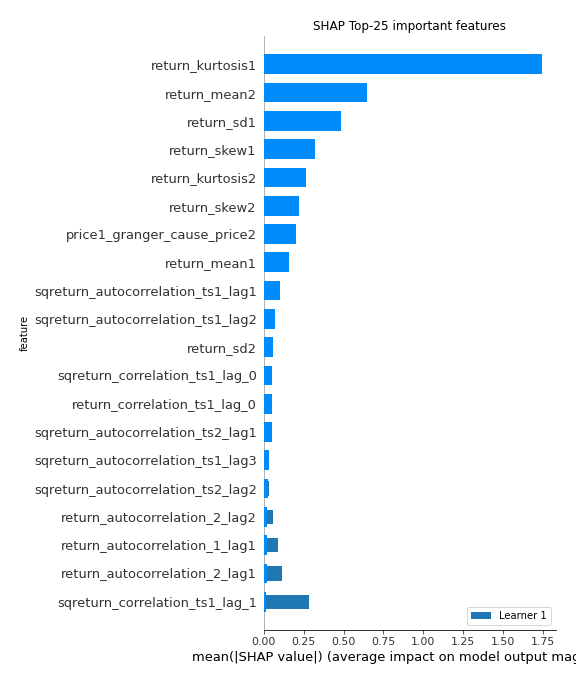 SHAP Top-25 important features
return_kurtosis1
return_mean2
return_sd1
return_skew1
return_kurtosis2
return_skew2
price1_granger_cause_price2
return_mean1
sqreturn_autocorrelation_ts1_lag1
sqreturn_autocorrelation_ts1_lag2
return_sd2
sqreturn_correlation_ts1_lag_0
return_correlation_ts1_lag_0
sqreturn_autocorrelation_ts2_lag1
sqreturn_autocorrelation_ts1_lag3
sqreturn_autocorrelation_ts2_lag2
return_autocorrelation_2_lag2
return_autocorrelation_1_lag1
return_autocorrelation_2_lag1
sqreturn_correlation_ts1_lag_1
feature
Learner 1
0.00 0.25 0.50 0.75 1.00 1.25 1.50 1.75
mean(|SHAP value|) (average impact on model output mag